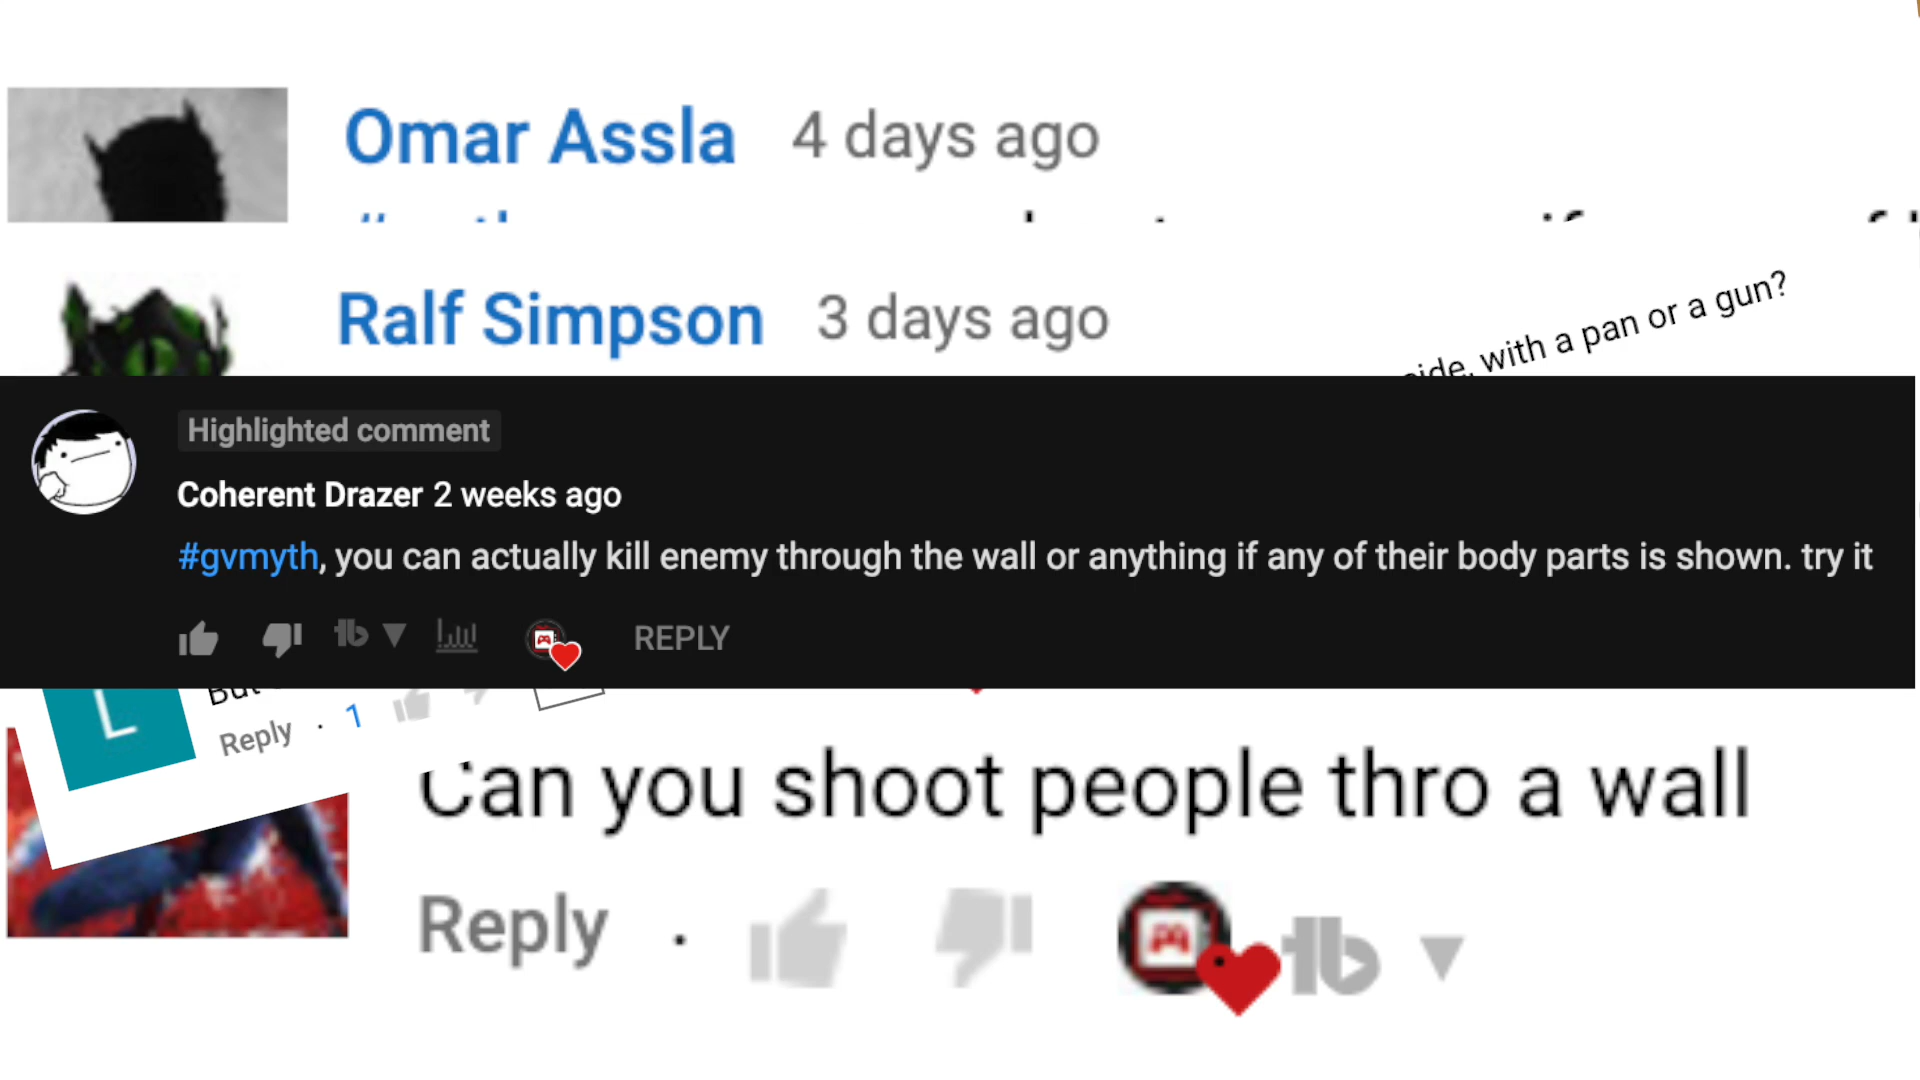 Omar Assla 4 days ago
Ralf Simpson 3 days ago
with a pan or a gun?
Highlighted comment
Coherent Drazer 2 weeks ago
#gvmyth, you can actually kill enemy through the wall or anything if any of their body parts is shown. try it
REPLY
L
But
Reply · 1
Can you shoot people thro a wall
Reply ·